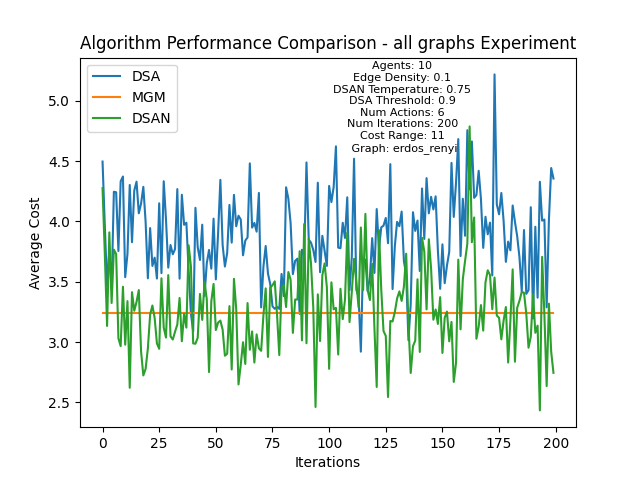 Algorithm Performance Comparison - all graphs Experiment
DSA
MGM
DSAN
Agents: 10
Edge Density: 0.1
DSAN Temperature: 0.75
DSA Threshold: 0.9
Num Actions: 6
Num Iterations: 200
Cost Range: 11
Graph: erdos_renyi
Average Cost
5.0
4.5
4.0
3.5
3.0
2.5
0 25 50 75 100 125 150 175 200
Iterations